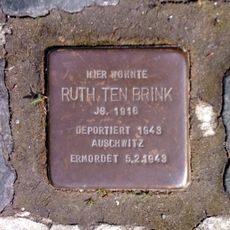 HIER WOHNTE
RUTH TEN BRINK
JG. 1916
DEPORTIERT 1943
AUSCHWITZ
ERMORDET 5.2.1943